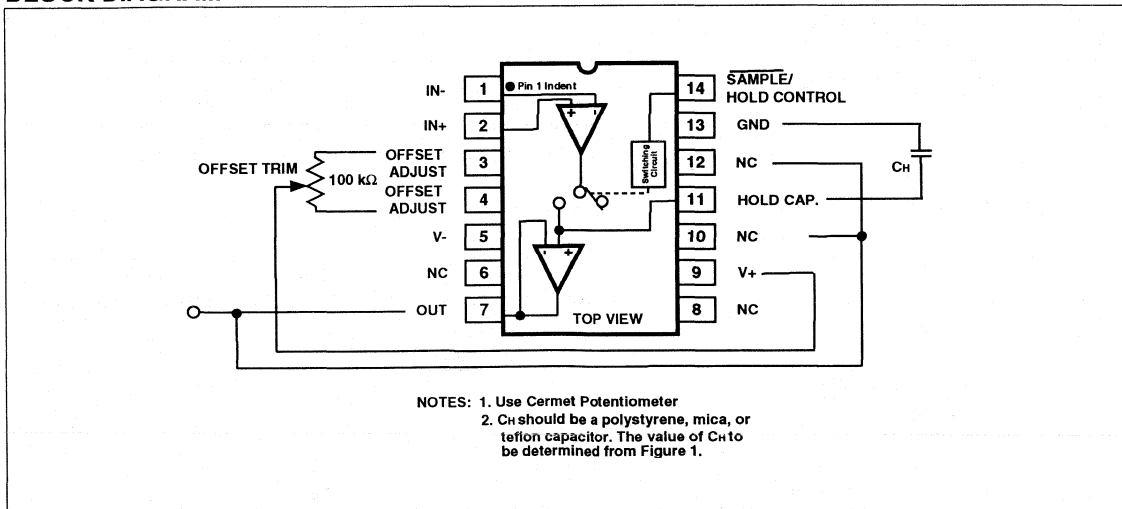 IN-
IN+
OFFSET TRIM
100 kΩ
OFFSET
ADJUST
OFFSET
ADJUST
V-
NC
OUT
1
2
3
4
5
6
7
Pin 1 Indent
+ -
Switching
Circuit
- +
TOP VIEW
14
13
12
11
10
9
8
SAMPLE/
HOLD CONTROL
GND
NC
HOLD CAP.
NC
V+
NC
CH
NOTES: 1. Use Cermet Potentiometer
2. CH should be a polystyrene, mica, or
teflon capacitor. The value of CH to
be determined from Figure 1.